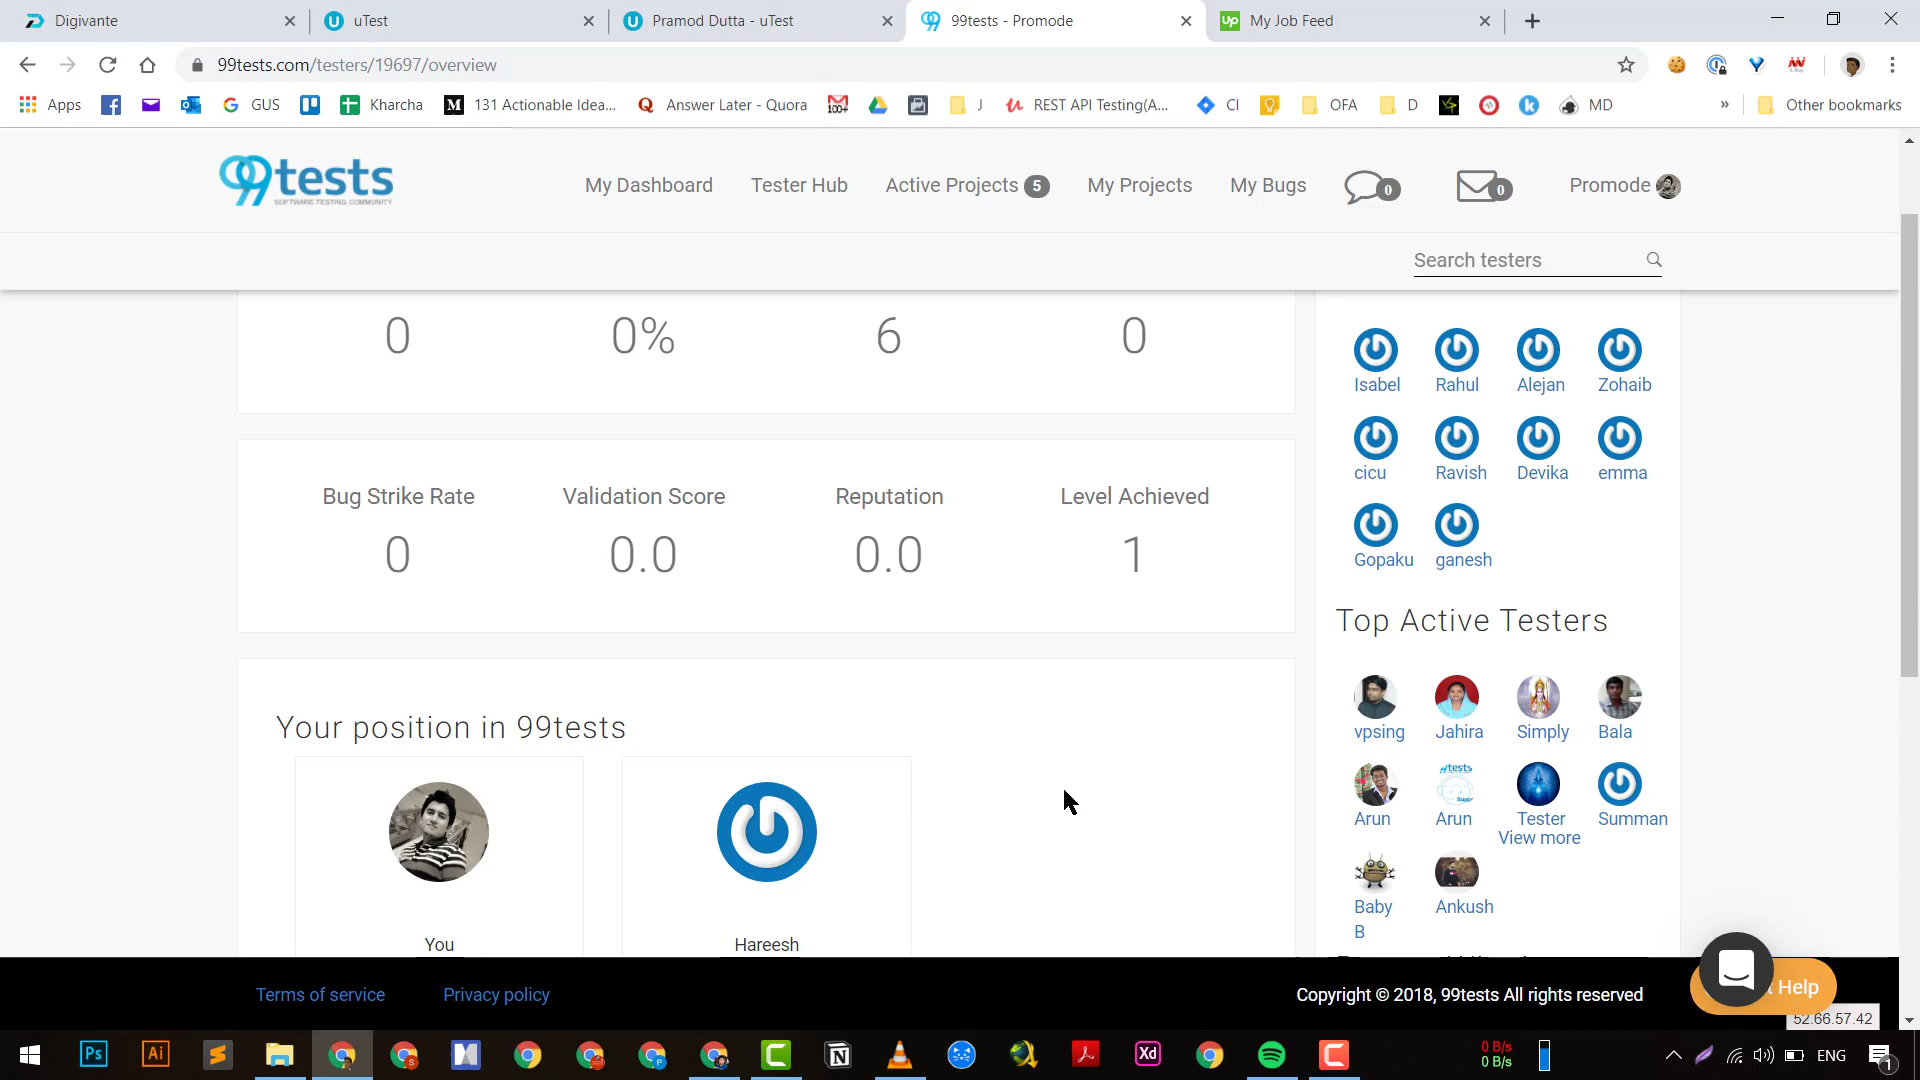 Digivante
uTest
Pramod Dutta - uTest
99tests - Promode
My Job Feed
99tests.com/testers/19697/overview
Apps
GUS
Kharcha
131 Actionable Idea...
Answer Later - Quora
J
REST API Testing(A...
CI
OFA
D
MD
»
Other bookmarks
99tests
SOFTWARE TESTING COMMUNITY
My Dashboard
Tester Hub
Active Projects 5
My Projects
My Bugs
0
0
Promode
Search testers
0
0%
6
0
Bug Strike Rate
Validation Score
Reputation
Level Achieved
0
0.0
0.0
1
Your position in 99tests
You
Hareesh
Isabel
Rahul
Alejan
Zohaib
cicu
Ravish
Devika
emma
Gopaku
ganesh
Top Active Testers
vpsing
Jahira
Simply
Bala
Arun
Arun
Tester
Summan
View more
Baby
B
Ankush
Terms of service
Privacy policy
Copyright © 2018, 99tests All rights reserved
Help
52.66.57.42
0 B/s
0 B/s
ENG
1